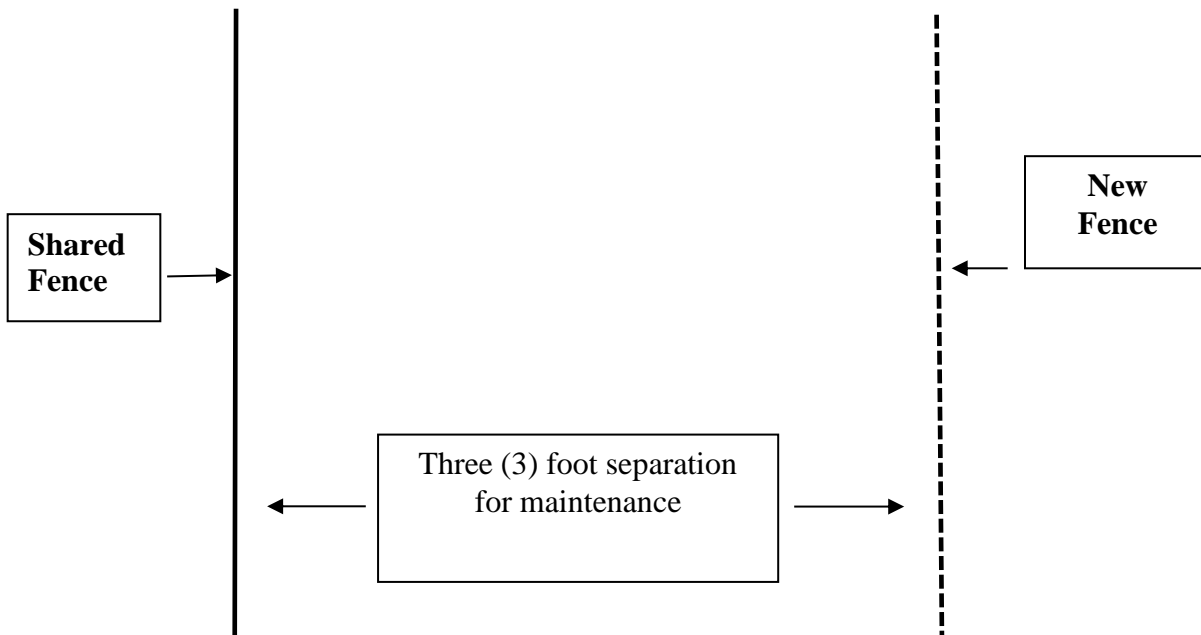 New
Fence
Shared
Fence
Three (3) foot separation
for maintenance